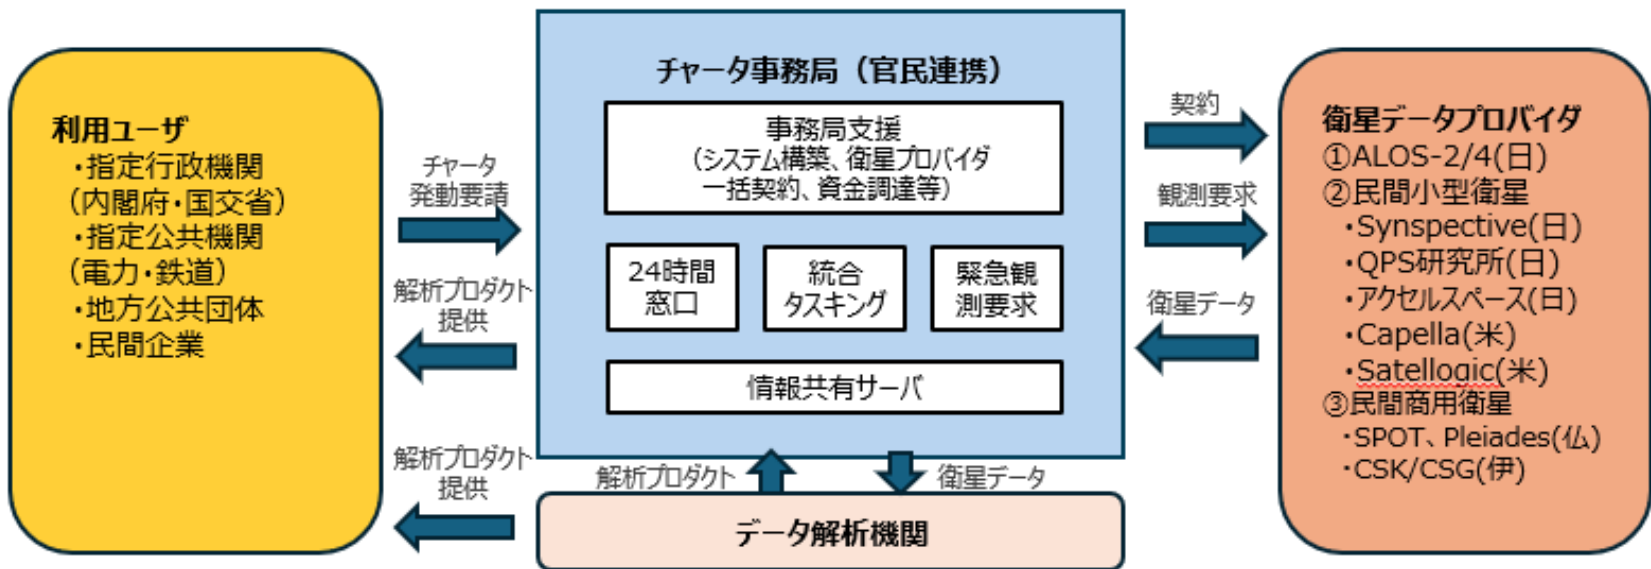 利用ユーザ
・指定行政機関
(内閣府・国交省)
・指定公共機関
(電力・鉄道)
・地方公共団体
・民間企業
チャータ
発動要請
解析プロダクト
提供
解析プロダクト
提供
チャータ事務局（官民連携）
事務局支援
（システム構築、衛星プロバイダ
一括契約、資金調達等）
24時間
窓口
統合
タスキング
緊急観
測要求
情報共有サーバ
解析プロダクト
衛星データ
データ解析機関
契約
観測要求
衛星データ
衛星データプロバイダ
①ALOS-2/4(日)
②民間小型衛星
・Synspective(日)
・QPS研究所(日)
・アクセルスペース(日)
・Capella(米)
・Satellogic(米)
③民間商用衛星
・SPOT、Pleiades(仏)
・CSK/CSG(伊)